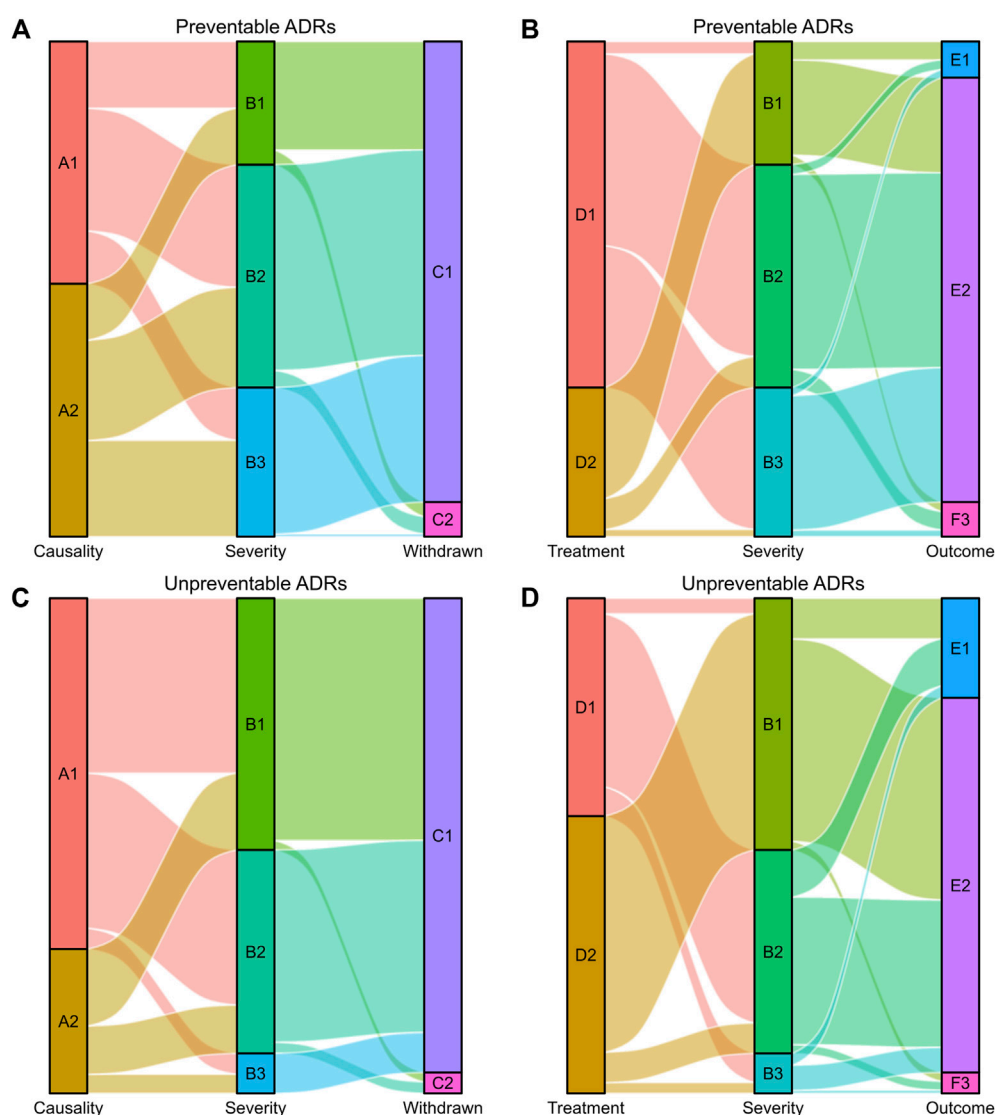 A
Preventable ADRs
A1
A2
B1
B2
B3
C1
C2
Causality
Severity
Withdrawn
B
Preventable ADRs
D1
D2
B1
B2
B3
E1
E2
F3
Treatment
Severity
Outcome
C
Unpreventable ADRs
A1
A2
B1
B2
B3
C1
C2
Causality
Severity
Withdrawn
D
Unpreventable ADRs
D1
D2
B1
B2
B3
E1
E2
F3
Treatment
Severity
Outcome